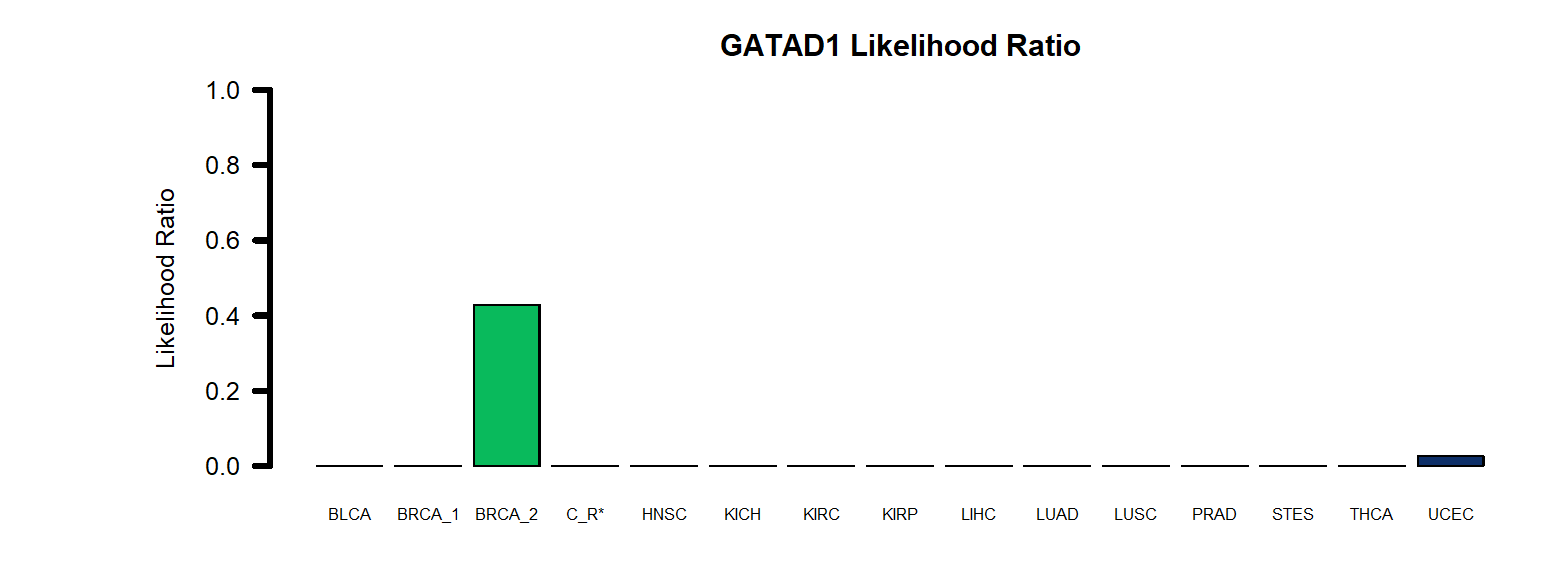 GATAD1 Likelihood Ratio
Likelihood Ratio
1.0
0.8
0.6
0.4
0.2
0.0
BLCA BRCA_1 BRCA_2 C_R* HNSC KICH KIRC KIRP LIHC LUAD LUSC PRAD STES THCA UCEC